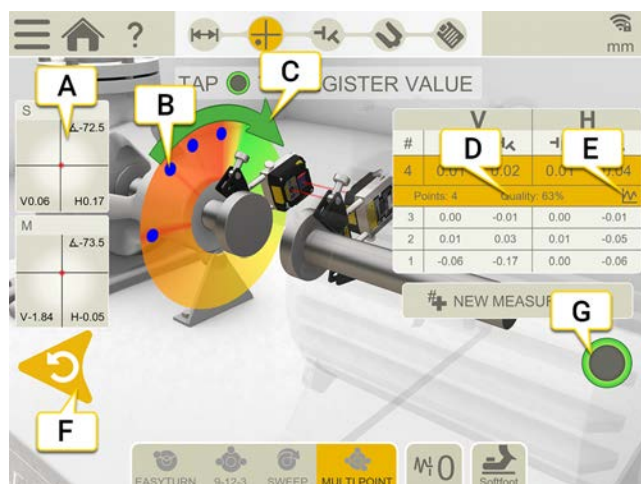 ?
mm
TAP
GISTER VALUE
A
B
C
D
E
F
G
S
-72.5
V0.06 H0.17
M
-73.5
V-1.84 H-0.05
V H
#
4 0.01 0.02 0.01 0.04
Points: 4 Quality: 63%
3 0.00 -0.01 0.00 -0.01
2 0.01 0.03 0.01 -0.05
1 -0.06 -0.17 0.00 -0.06
# NEW MEASU
EASYTURN 9-12-3 SWEEP MULTIPOINT
0
Softfoot